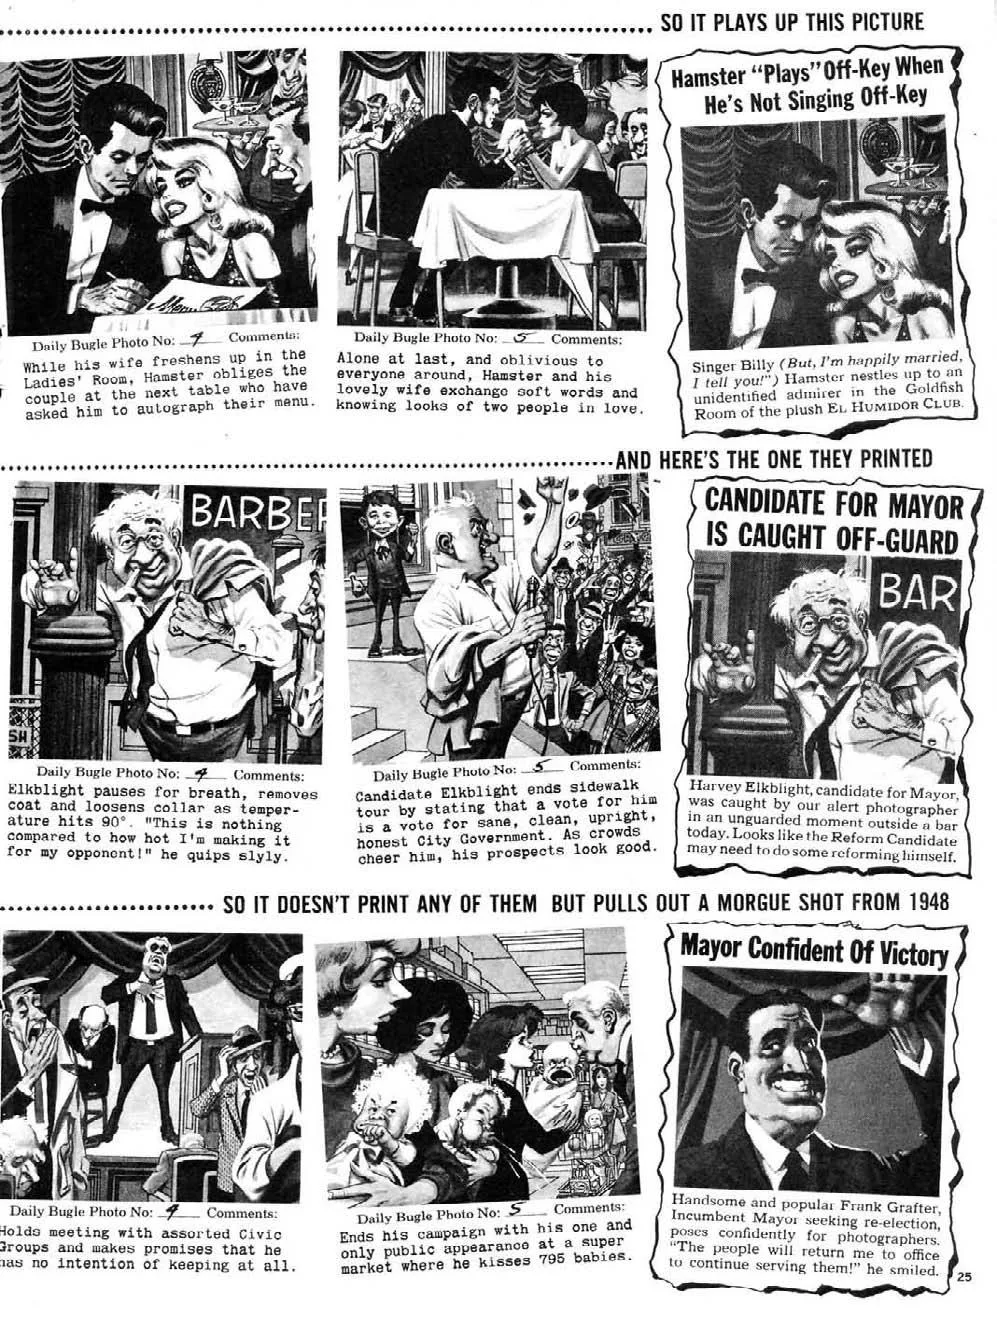 SO IT PLAYS UP THIS PICTURE
Daily Bugle Photo No: 4 Comments:
While his wife freshens up in the
Ladies' Room, Hamster obliges the
couple at the next table who have
asked him to autograph their menu.
Daily Bugle Photo No: 5 Comments:
Alone at last, and oblivious to
everyone around, Hamster and his
lovely wife exchange soft words and
knowing looks of two people in love.
Hamster "Plays" Off-Key When
He's Not Singing Off-Key
Singer Billy (But, I'm happily married,
I tell you!") Hamster nestles up to an
unidentified admirer in the Goldfish
Room of the plush EL HUMIDOR CLUB.
AND HERE'S THE ONE THEY PRINTED
BARBER
SH
Daily Bugle Photo No: 4 Comments:
Elkblight pauses for breath, removes
coat and loosens collar as temper-
ature hits 90°. "This is nothing
compared to how hot I'm making it
for my opponent!" he quips slyly.
Daily Bugle Photo No: 5 Comments:
Candidate Elkblight ends sidewalk
tour by stating that a vote for him
is a vote for sane, clean, upright,
honest City Government. As crowds
cheer him, his prospects look good.
CANDIDATE FOR MAYOR
IS CAUGHT OFF-GUARD
BAR
Harvey Elkblight, candidate for Mayor,
was caught by our alert photographer
in an unguarded moment outside a bar
today. Looks like the Reform Candidate
may need to do some reforming himself.
SO IT DOESN'T PRINT ANY OF THEM BUT PULLS OUT A MORGUE SHOT FROM 1948
Daily Bugle Photo No: 4 Comments:
Holds meeting with assorted Civic
Groups and makes promises that he
has no intention of keeping at all.
Daily Bugle Photo No: 5 Comments:
Ends his campaign with his one and
only public appearance at a super
market where he kisses 795 babies.
Mayor Confident Of Victory
Handsome and popular Frank Grafter,
Incumbent Mayor seeking re-election,
poses confidently for photographers.
"The people will return me to office
to continue serving them!" he smiled.
25